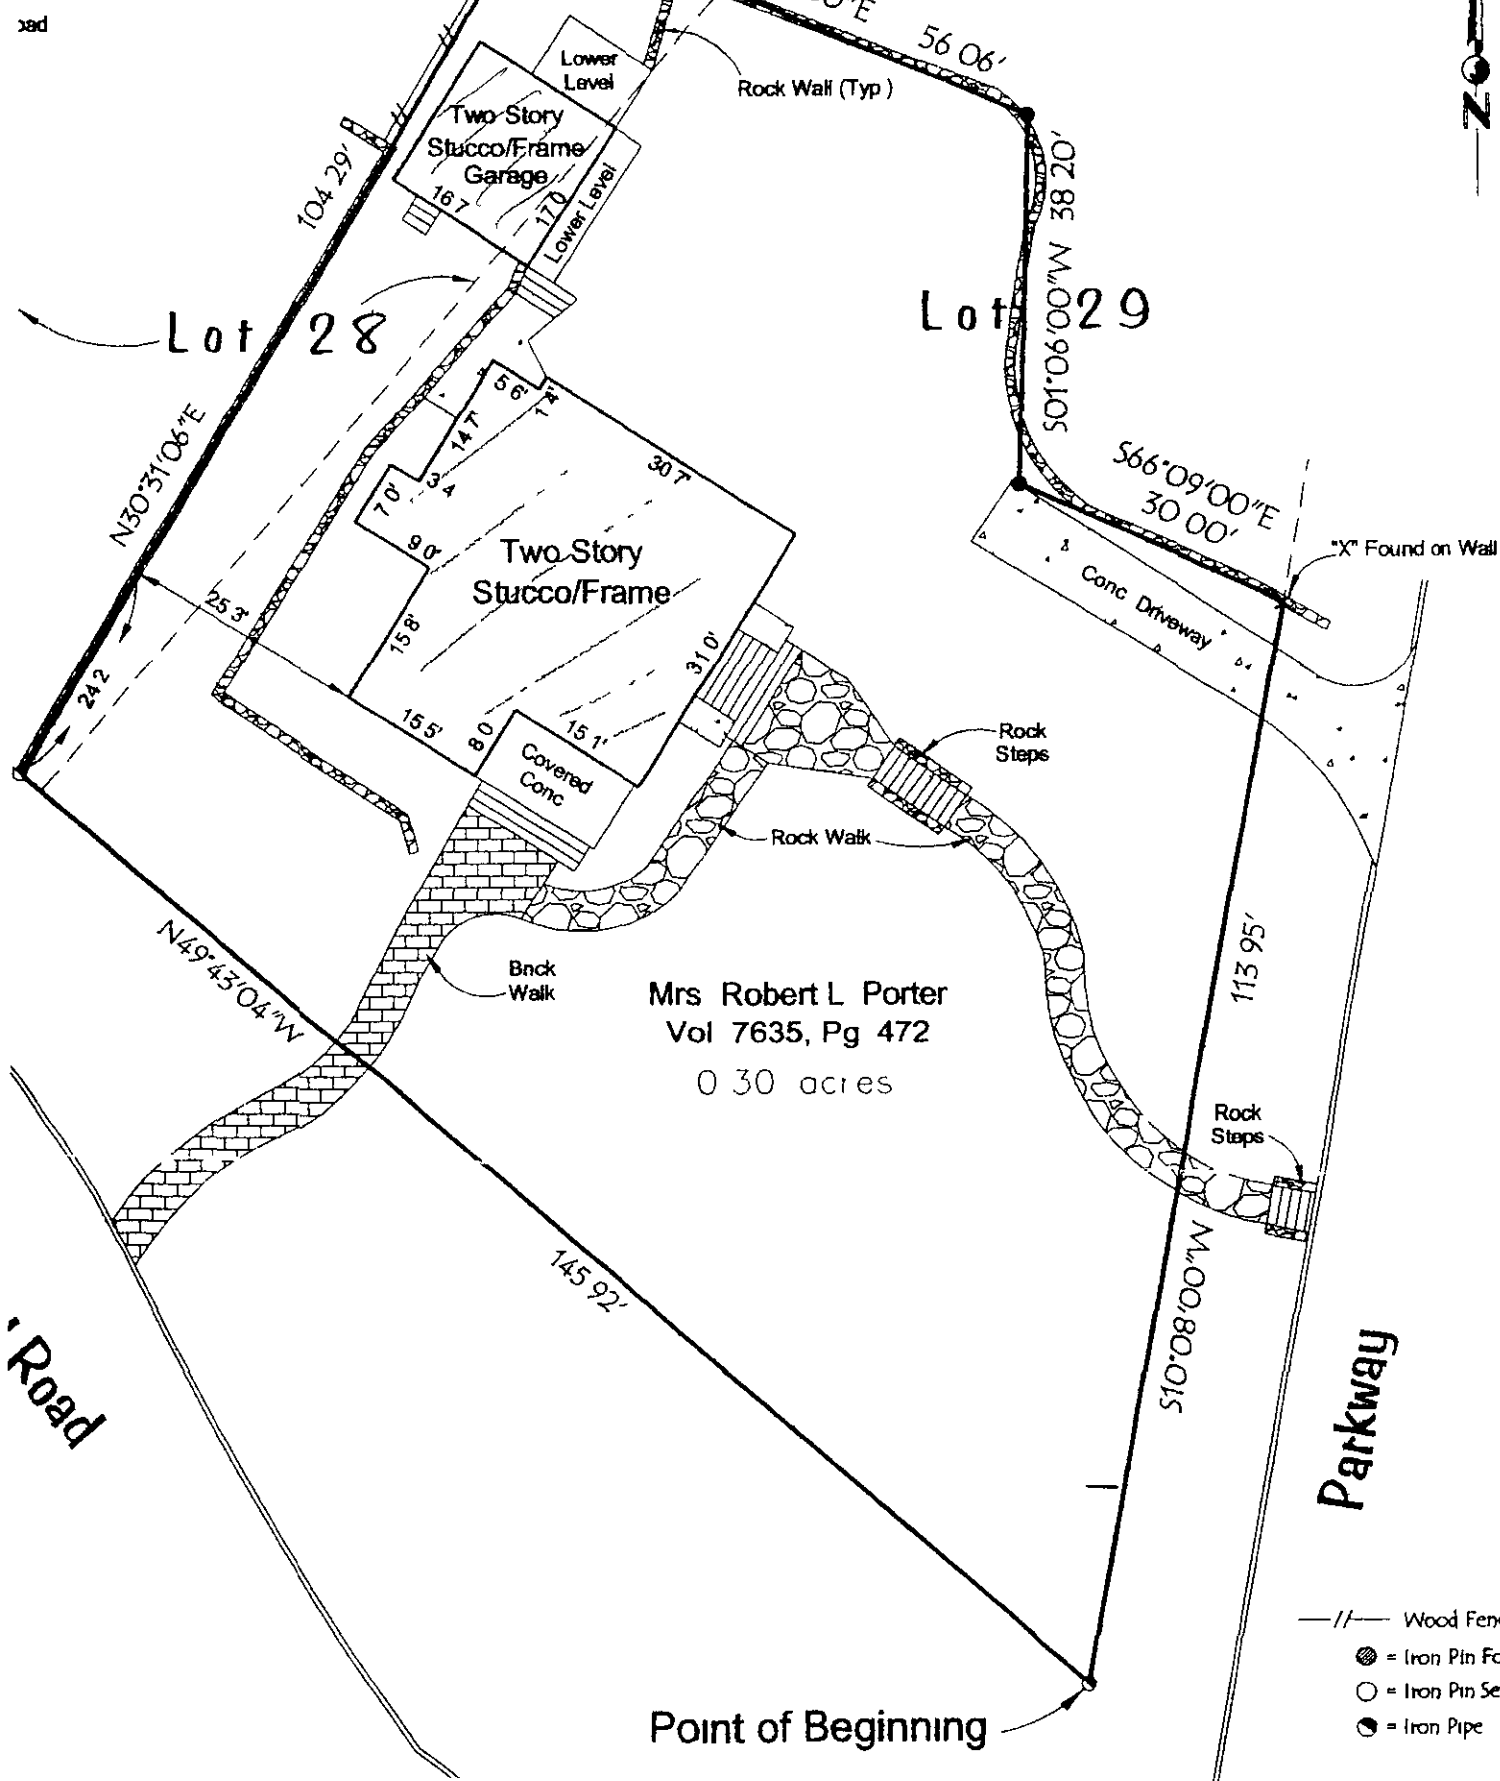 56 06'
Lower
Level
Rock Wall (Typ )
N
Two Story
Stucco/Frame
Garage
16 7
17 0
Lower Level
104 29'
S01°06'00"W 38 20'
Lot 28
Lot 29
5 6'
1 4'
14 7'
3 4
7 0'
30 7'
N30°31'06"E
9 0'
S66°09'00"E
30 00'
"X" Found on Wall
Two Story
Stucco/Frame
Conc Driveway
25 3'
15 8'
31 0'
24 2
15 5'
8 0
15 1'
Covered
Conc
Rock
Steps
Rock Walk
N49°43'04"W
Brick
Walk
113 95'
Mrs Robert L Porter
Vol 7635, Pg 472
0 30 acres
Rock
Steps
145 92'
S10°08'00"W
Road
Parkway
Wood
= Iron Pin
= Iron Pin
= Iron Pipe
Point of Beginning